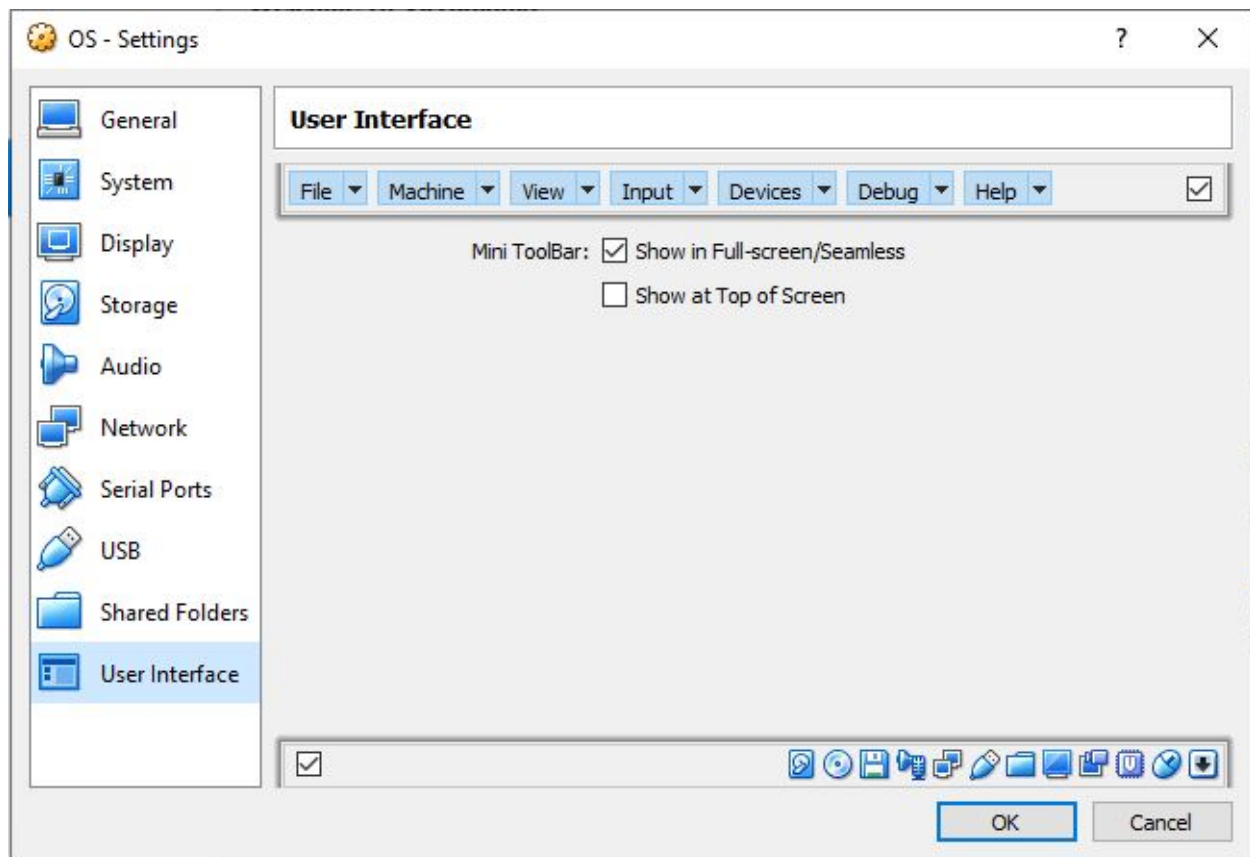 OS - Settings
?
General
System
Display
Storage
Audio
Network
Serial Ports
USB
Shared Folders
User Interface
User Interface
File Machine View Input Devices Debug Help
Mini ToolBar: Show in Full-screen/Seamless
Show at Top of Screen
OK Cancel